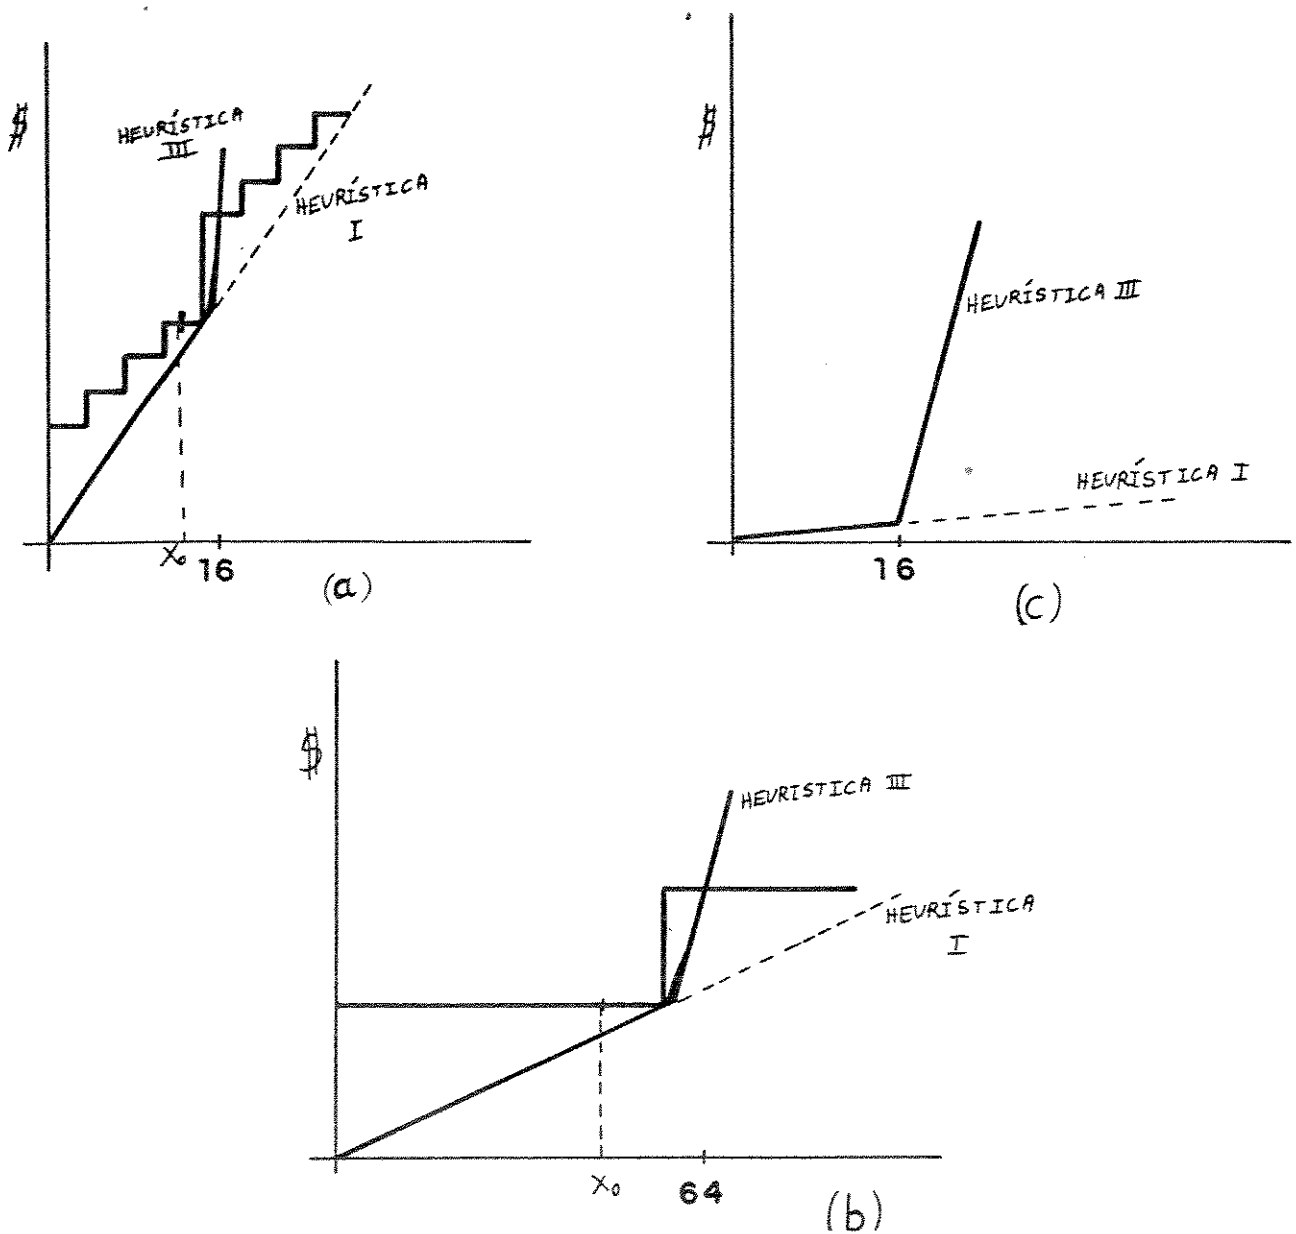 $
HEURÍSTICA
III
HEURÍSTICA
I
X₀
16
(a)
$
HEURÍSTICA III
HEURÍSTICA I
16
(c)
$
HEURISTICA III
HEURÍSTICA
I
X₀
64
(b)